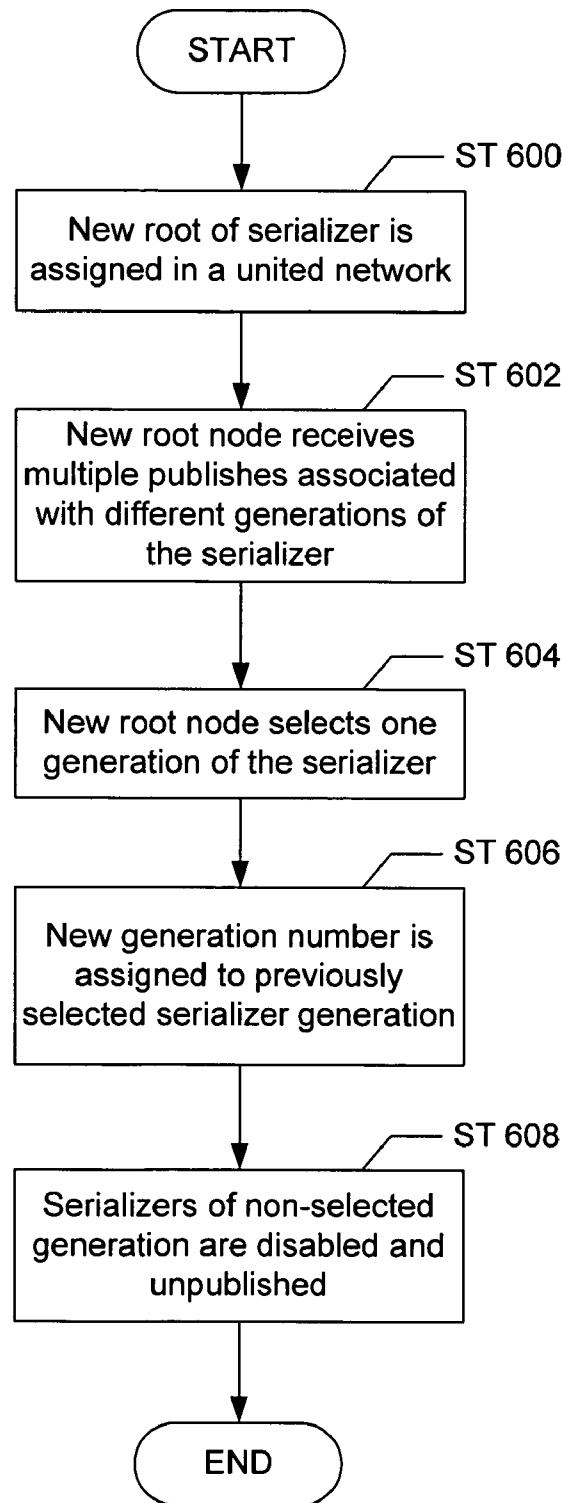 START
ST 600
New root of serializer is
assigned in a united network
ST 602
New root node receives
multiple publishes associated
with different generations of
the serializer
ST 604
New root node selects one
generation of the serializer
ST 606
New generation number is
assigned to previously
selected serializer generation
ST 608
Serializers of non-selected
generation are disabled and
unpublished
END